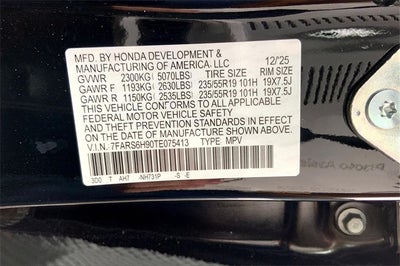 MFD. BY HONDA DEVELOPMENT &
MANUFACTURING OF AMERICA, LLC 12/25
GVWR 2300KG( 5070LBS) TIRE SIZE RIM SIZE
GAWR F 1193KG( 2630LBS) 235/55R19 101H 19X7.5J
GAWR R 1150KG( 2535LBS) 235/55R19 101H 19X7.5J
THIS VEHICLE CONFORMS TO ALL APPLICABLE
FEDERAL MOTOR VEHICLE SAFETY
AND THEFT PREVENTION STANDARDS IN EFFECT
ON THE DATE OF MANUFACTURE SHOWN ABOVE.
V.I.N. 7FARS6H90TE075413 TYPE: MPV
3D0 T AHT NH731P -S -E